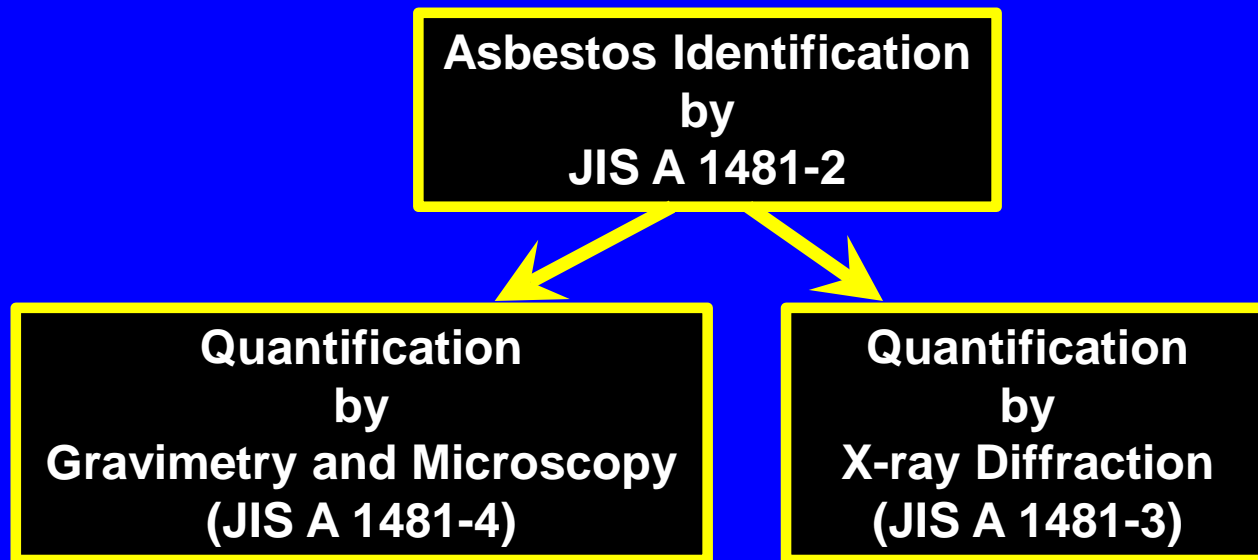 Asbestos Identification
by
JIS A 1481-2
Quantification
by
Gravimetry and Microscopy
(JIS A 1481-4)
Quantification
by
X-ray Diffraction
(JIS A 1481-3)